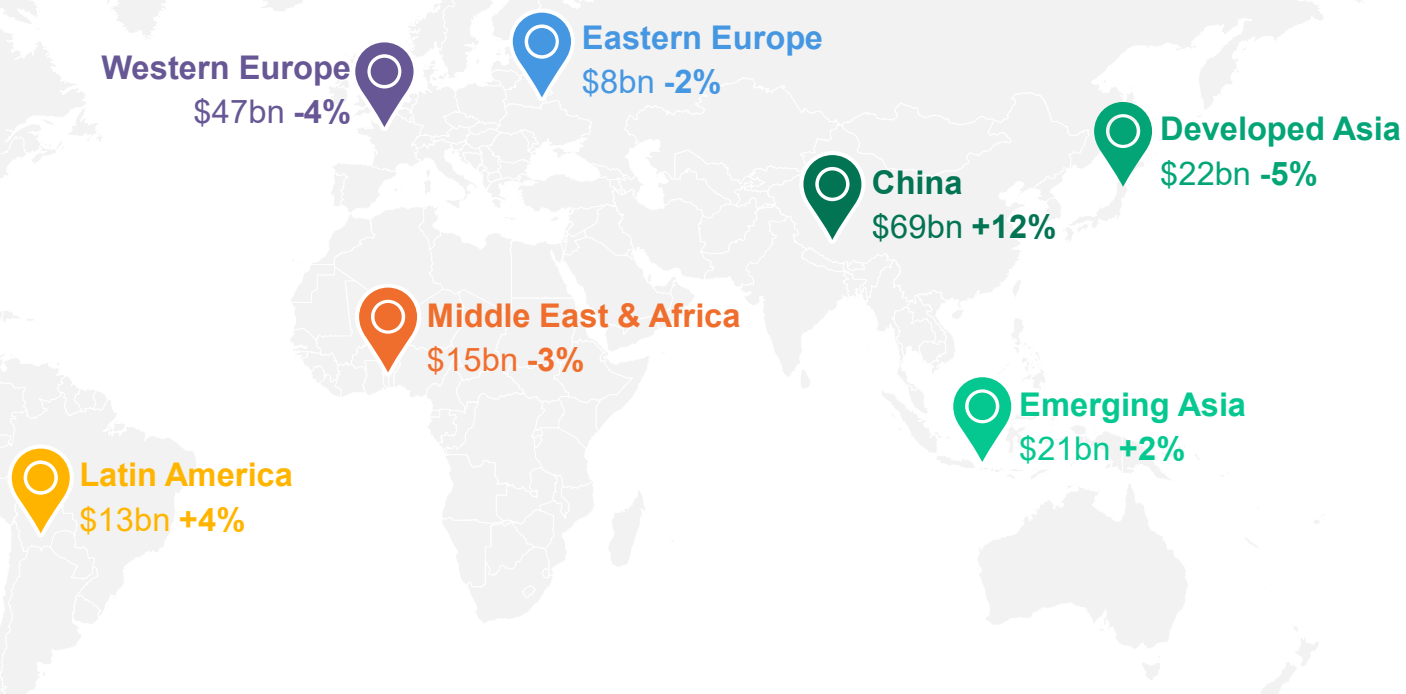 Western Europe
$47bn -4%
Eastern Europe
$8bn -2%
Developed Asia
$22bn -5%
China
$69bn +12%
Middle East & Africa
$15bn -3%
Emerging Asia
$21bn +2%
Latin America
$13bn +4%